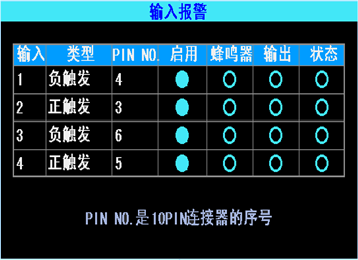 输入报警
输入 类型 PIN NO. 启用 蜂鸣器 输出 状态
1 负触发 4
2 正触发 3
3 负触发 6
4 正触发 5
PIN NO.是10PIN连接器的序号